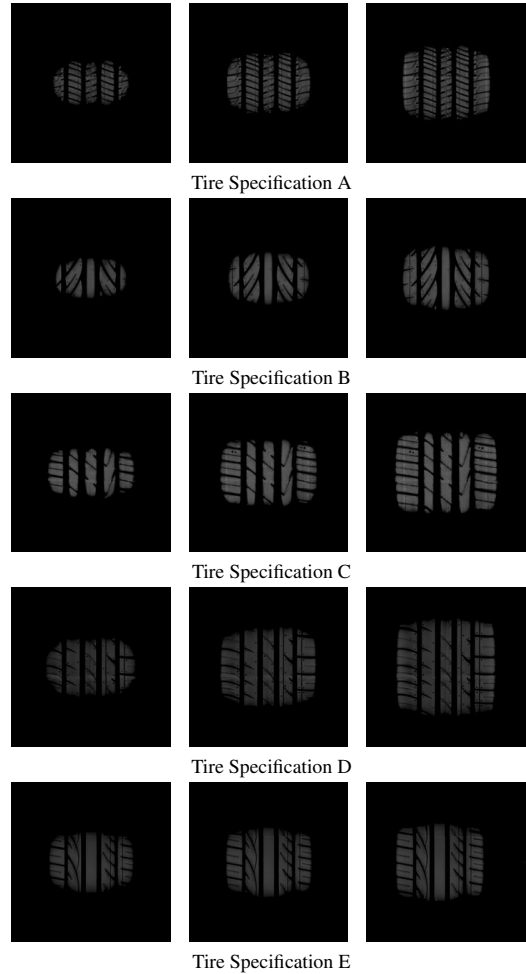 Tire Specification A
Tire Specification B
Tire Specification C
Tire Specification D
Tire Specification E